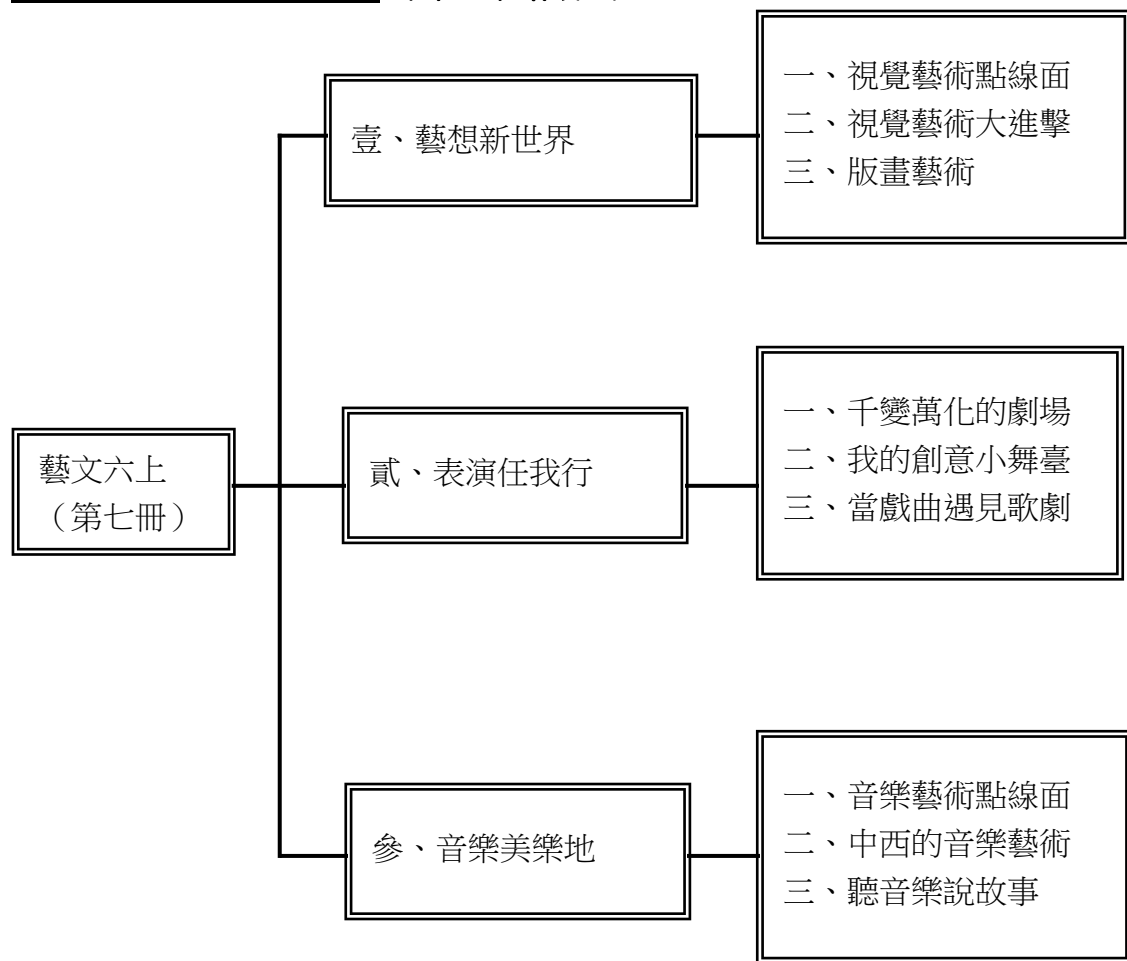 藝文六上
（第七冊）
壹、藝想新世界
一、視覺藝術點線面
二、視覺藝術大進擊
三、版畫藝術
貳、表演任我行
一、千變萬化的劇場
二、我的創意小舞臺
三、當戲曲遇見歌劇
參、音樂美樂地
一、音樂藝術點線面
二、中西的音樂藝術
三、聽音樂說故事